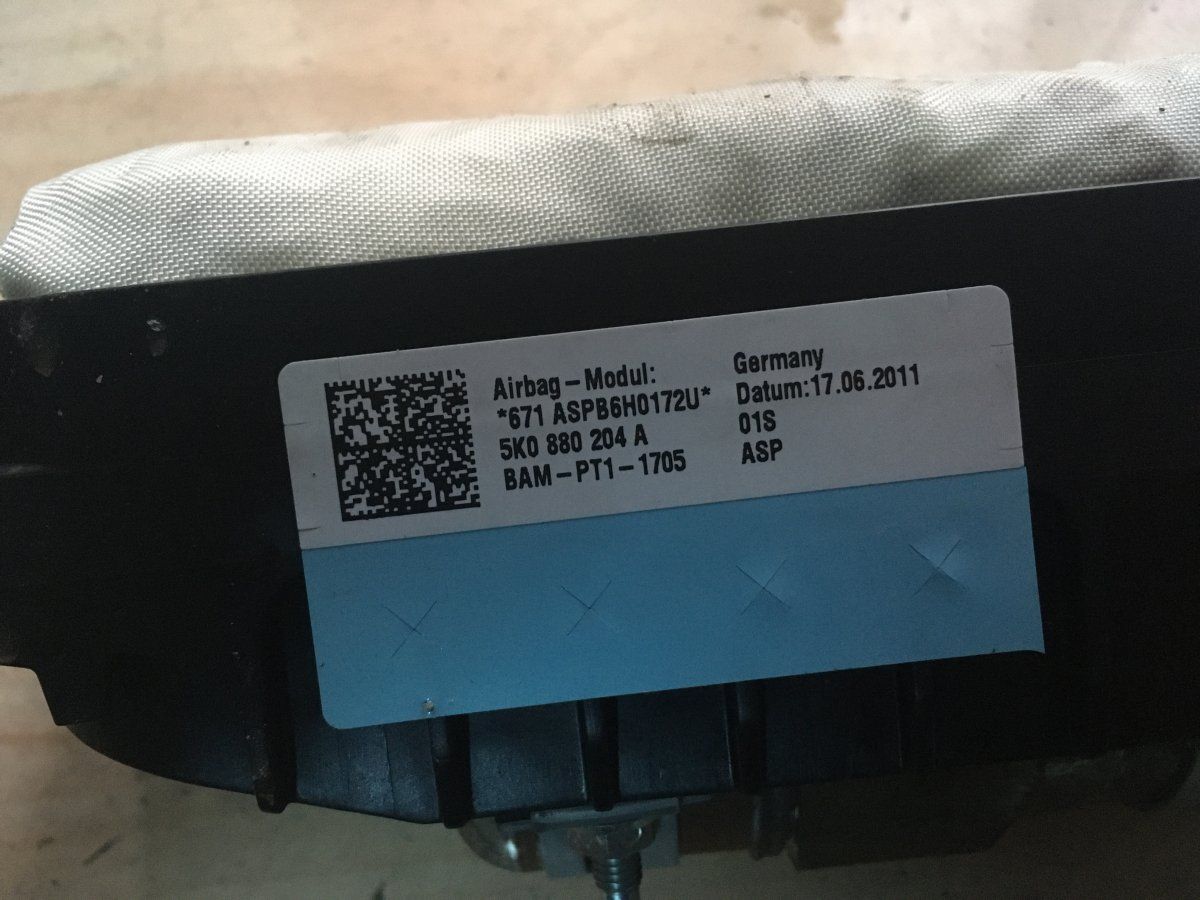 Airbag-Modul:
*671 ASPB6H0172U*
5K0 880 204 A
BAM-PT1-1705
Germany
Datum:17.06.2011
01S
ASP